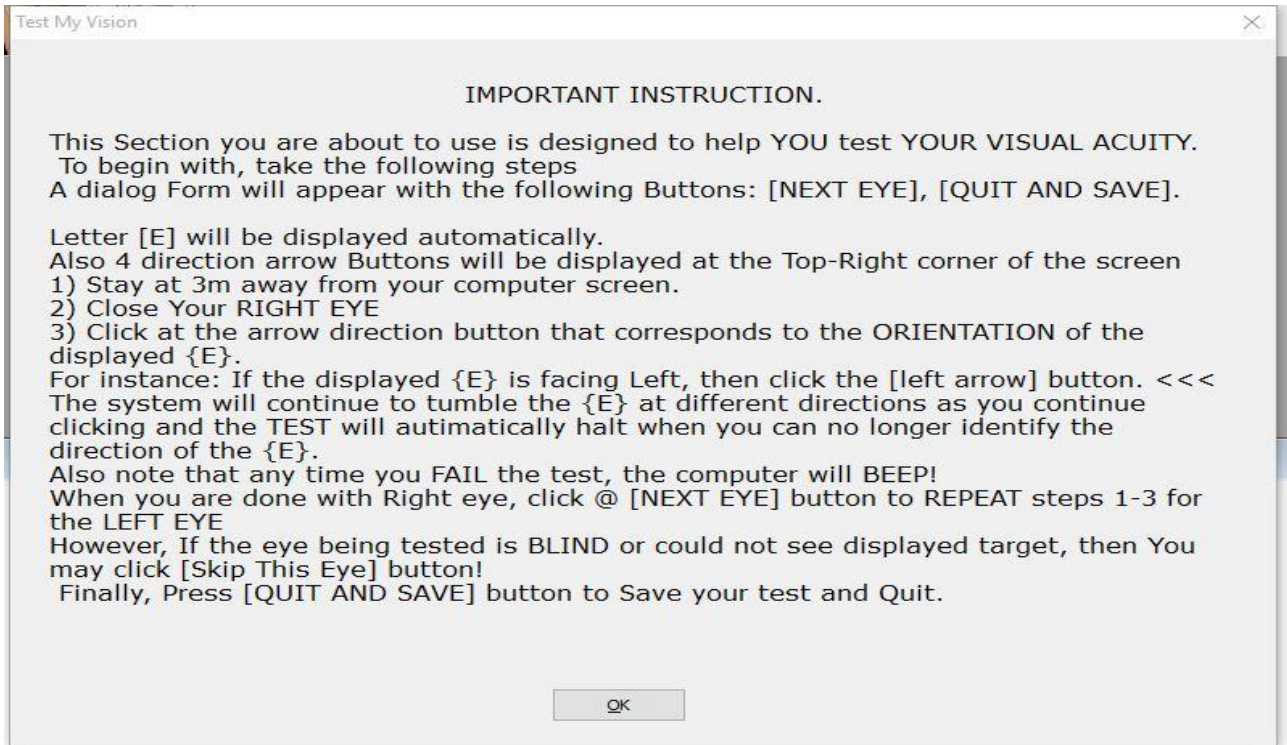 Test My Vision
IMPORTANT INSTRUCTION.
This Section you are about to use is designed to help YOU test YOUR VISUAL ACUITY.
To begin with, take the following steps
A dialog Form will appear with the following Buttons: [NEXT EYE], [QUIT AND SAVE].
Letter [E] will be displayed automatically.
Also 4 direction arrow Buttons will be displayed at the Top-Right corner of the screen
1) Stay at 3m away from your computer screen.
2) Close Your RIGHT EYE
3) Click at the arrow direction button that corresponds to the ORIENTATION of the
displayed {E}.
For instance: If the displayed {E} is facing Left, then click the [left arrow] button. <<<
The system will continue to tumble the {E} at different directions as you continue
clicking and the TEST will autimatically halt when you can no longer identify the
direction of the {E}.
Also note that any time you FAIL the test, the computer will BEEP!
When you are done with Right eye, click @ [NEXT EYE] button to REPEAT steps 1-3 for
the LEFT EYE
However, If the eye being tested is BLIND or could not see displayed target, then You
may click [Skip This Eye] button!
Finally, Press [QUIT AND SAVE] button to Save your test and Quit.
OK